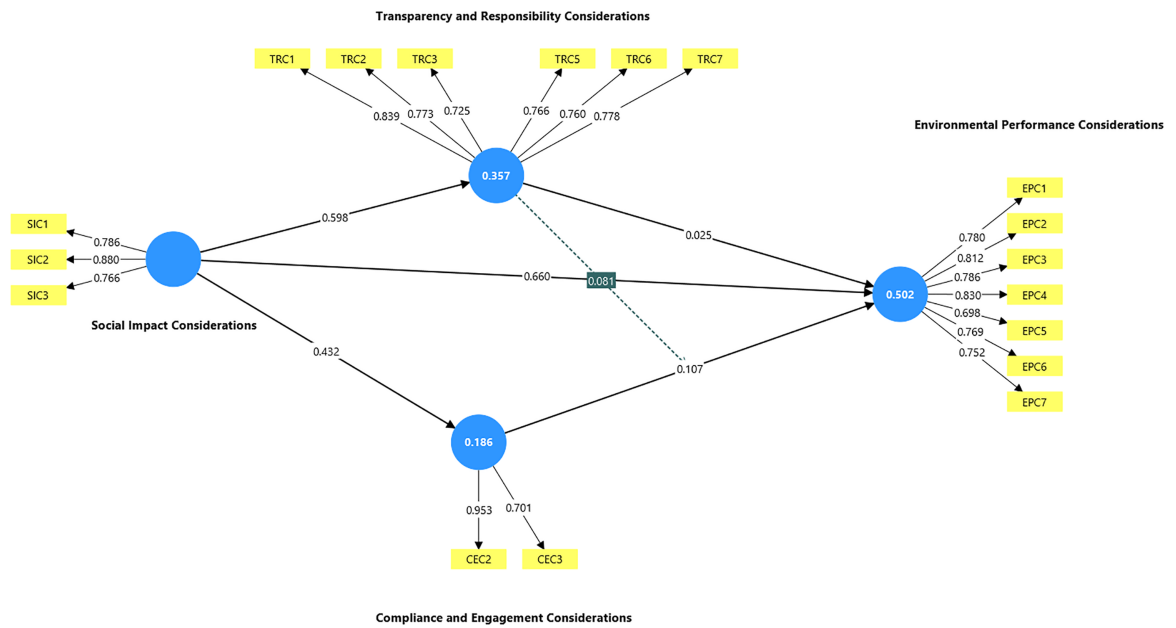 Transparency and Responsibility Considerations
TRC1 TRC2 TRC3 TRC5 TRC6 TRC7
0.839 0.773 0.725 0.766 0.760 0.778
Environmental Performance Considerations
0.357
EPC1
EPC2
EPC3
EPC4
EPC5
EPC6
EPC7
0.780
0.812
0.786
0.830
0.698
0.769
0.752
0.502
SIC1
SIC2
SIC3
0.786
0.880
0.766
Social Impact Considerations
0.598
0.025
0.660
0.081
0.432
0.107
0.186
0.953 0.701
CEC2 CEC3
Compliance and Engagement Considerations